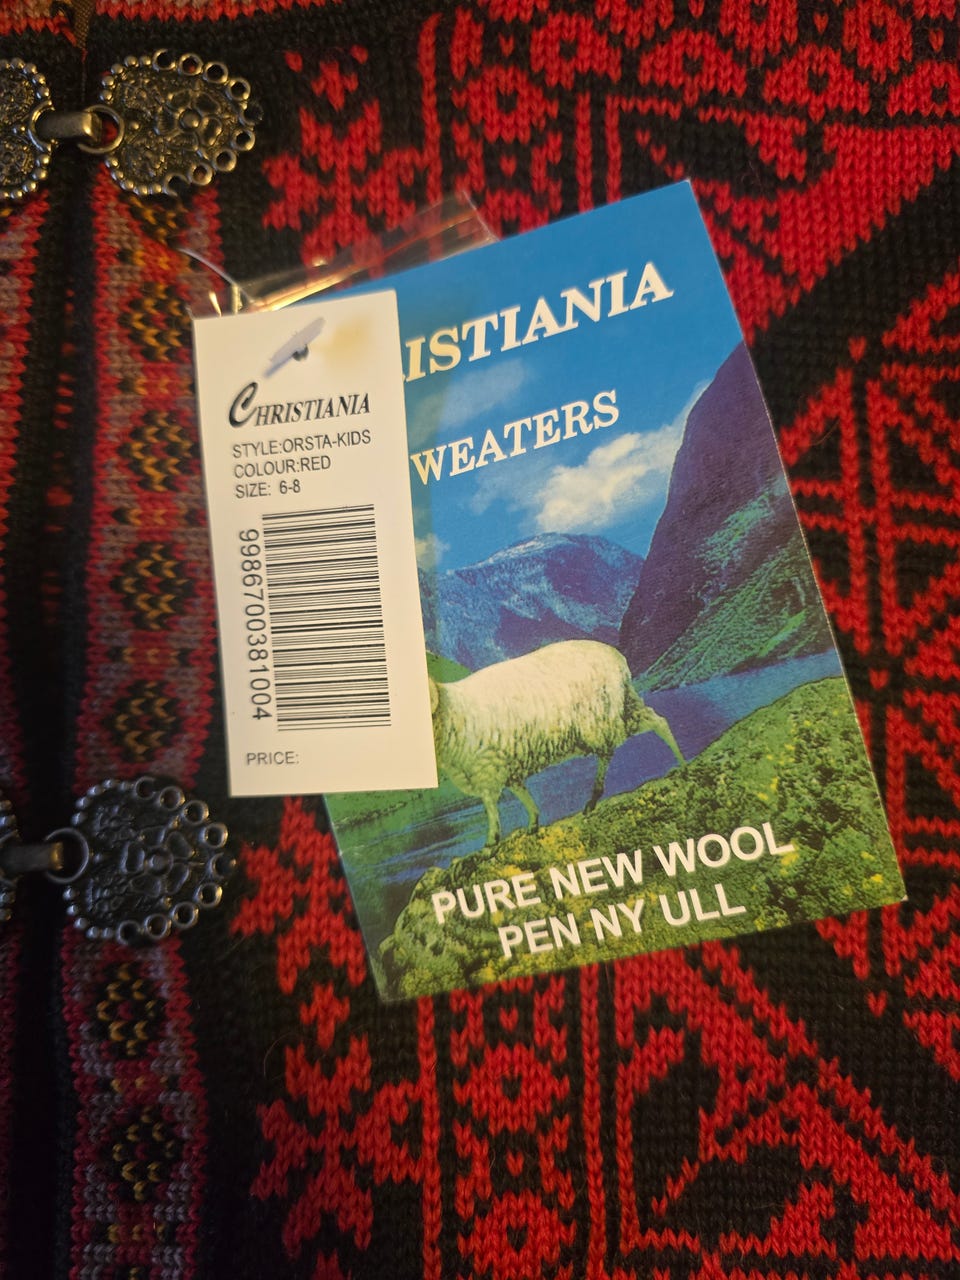 CHRISTIANIA
STYLE:ORSTA-KIDS
COLOUR:RED
SIZE: 6-8
9986700381004
PRICE:
ISTIANIA
WEATERS
PURE NEW WOOL
PEN NY ULL